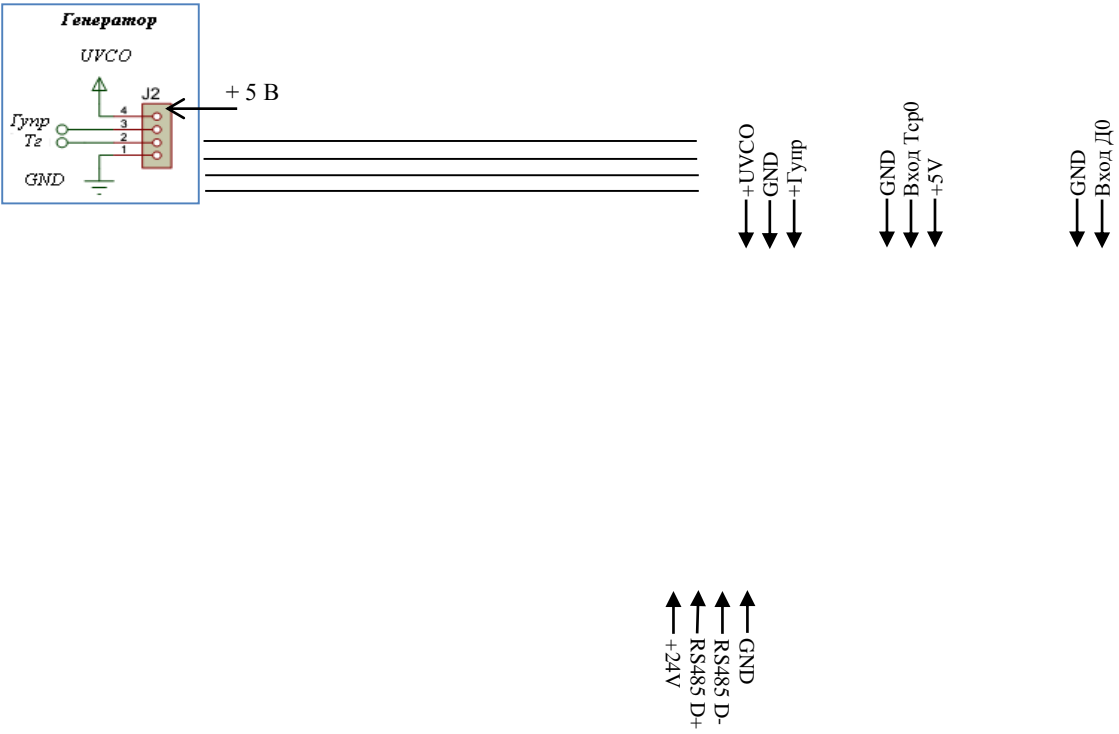 Генератор
UVCO
J2
+ 5 В
4
Гупр
3
Тг
2
1
GND
+UVCO
GND
+Гупр
GND
Вход Тср0
+5V
GND
Вход Д0
+24V
RS485 D+
RS485 D-
GND